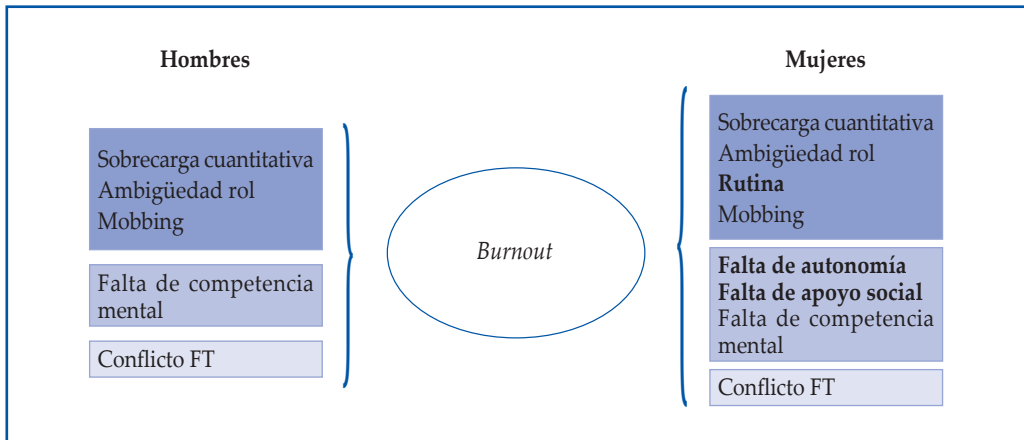 Hombres
Sobrecarga cuantitativa
Ambigüedad rol
Mobbing
Falta de competencia
mental
Conflicto FT
Burnout
Mujeres
Sobrecarga cuantitativa
Ambigüedad rol
Rutina
Mobbing
Falta de autonomía
Falta de apoyo social
Falta de competencia
mental
Conflicto FT